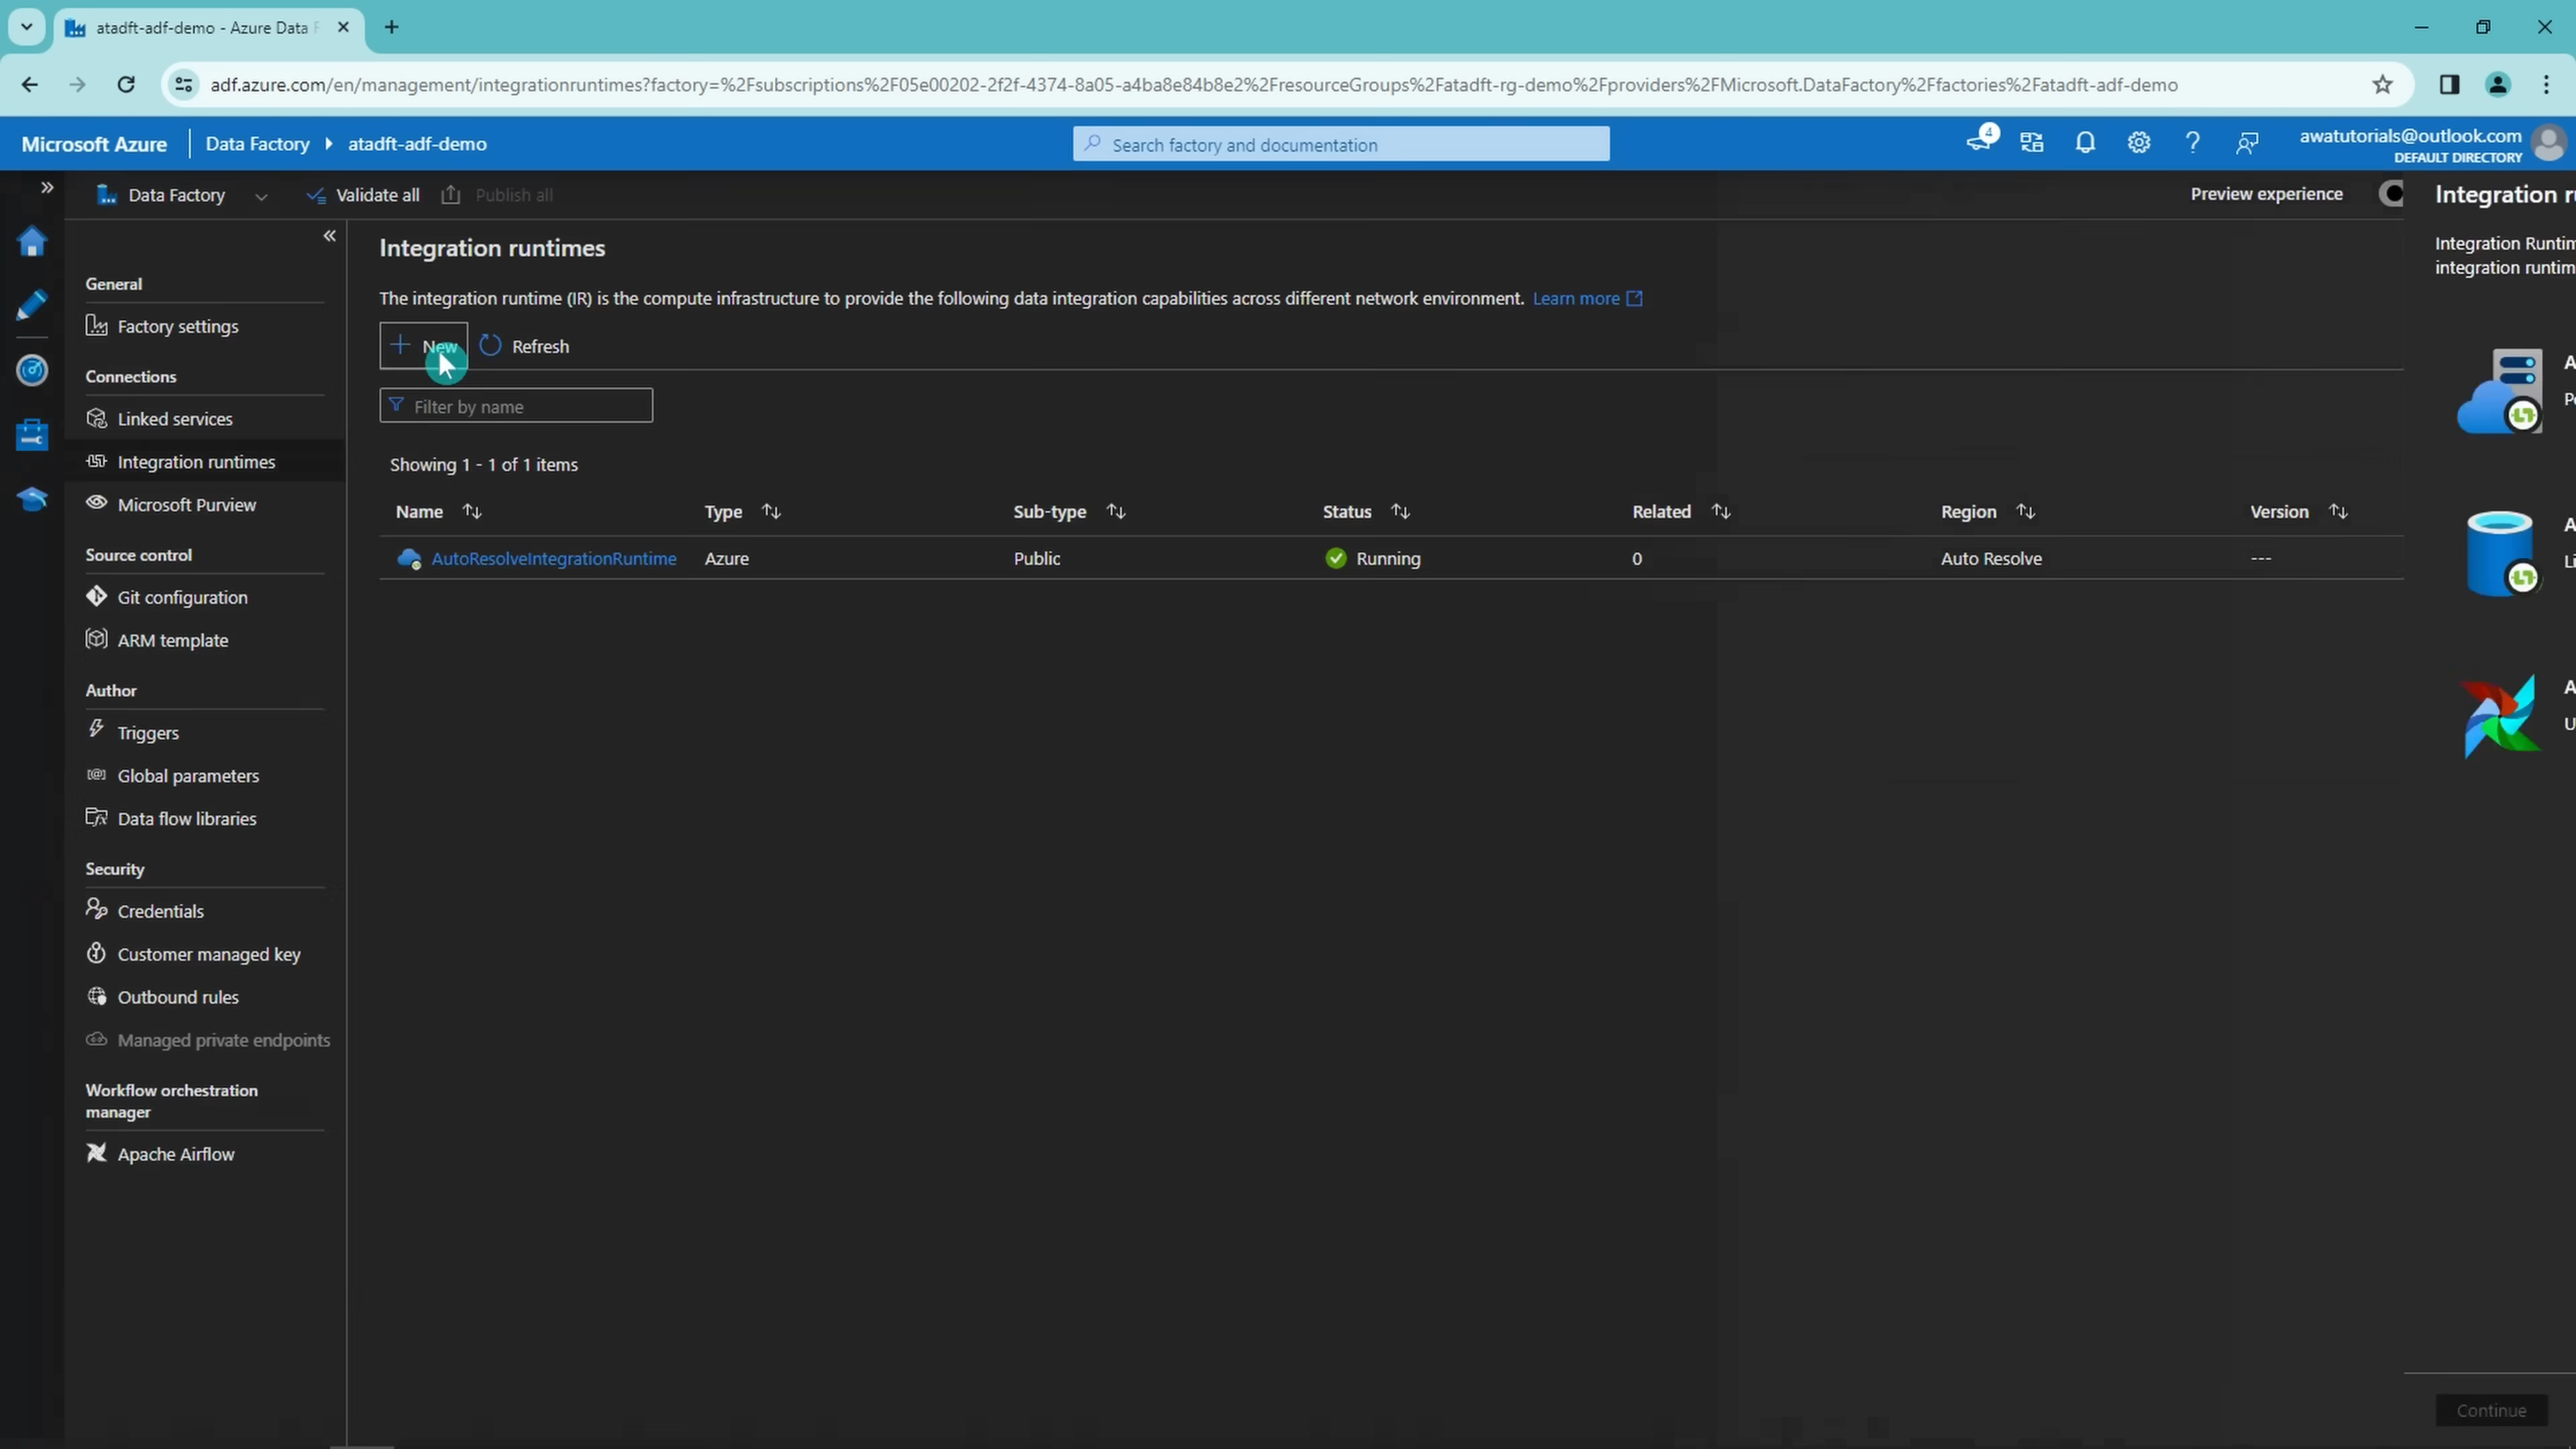 atadft-adf-demo - Azure Data F
adf.azure.com/en/management/integrationruntimes?factory=%2Fsubscriptions%2F05e00202-2f2f-4374-8a05-a4ba8e84b8e2%2FresourceGroups%2Fatadft-rg-demo%2Fproviders%2FMicrosoft.DataFactory%2Ffactories%2Fatadft-adf-demo
Microsoft Azure Data Factory atadft-adf-demo
Search factory and documentation
4
awatutorials@outlook.com
DEFAULT DIRECTORY
Data Factory Validate all Publish all
Preview experience
General
Factory settings
Connections
Linked services
Integration runtimes
Microsoft Purview
Source control
Git configuration
ARM template
Author
Triggers
Global parameters
Data flow libraries
Security
Credentials
Customer managed key
Outbound rules
Managed private endpoints
Workflow orchestration
manager
Apache Airflow
Integration runtimes
The integration runtime (IR) is the compute infrastructure to provide the following data integration capabilities across different network environment. Learn more
New Refresh
Filter by name
Showing 1 - 1 of 1 items
Name Type Sub-type Status Related Region Version
AutoResolveIntegrationRuntime Azure Public Running 0 Auto Resolve ---
Integration r
Integration Runtim
integration runtim
A
P
A
Li
A
U
Continue